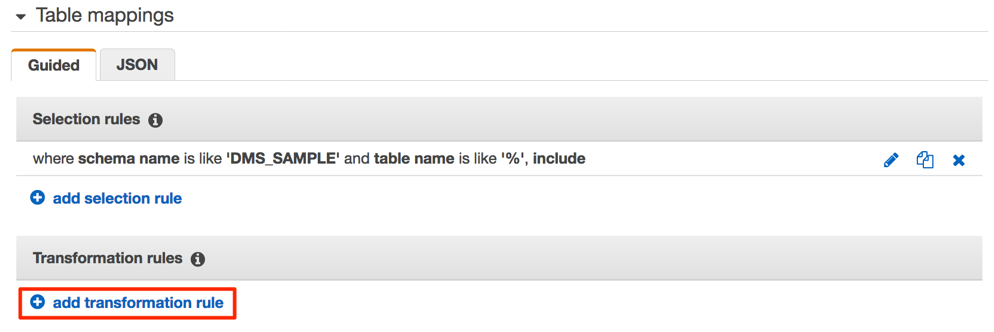 Table mappings
Guided JSON
Selection rules
where schema name is like 'DMS_SAMPLE' and table name is like '%', include
add selection rule
Transformation rules
add transformation rule